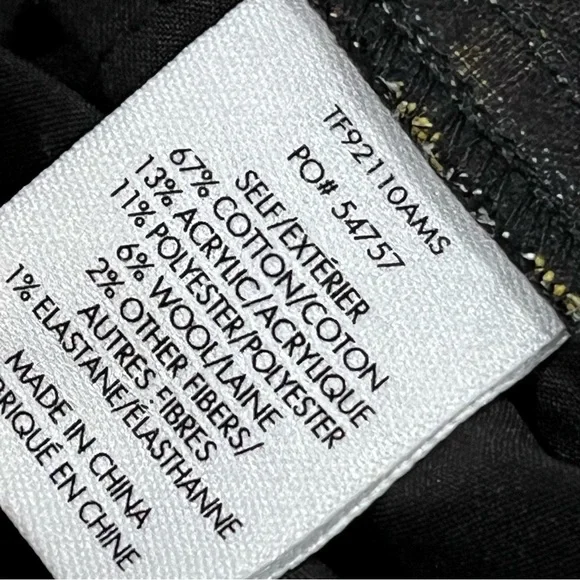 TF92110AMS
PO# 54757
SELF/EXTÉRIER
67% COTTON/COTON
13% ACRYLIC/ACRYLIQUE
11% POLYESTER/POLYESTER
6% WOOL/LAINE
2% OTHER FIBERS/
AUTRES FIBRES
1% ELASTANE/ÉLASTHANNE
MADE IN CHINA
BRIQUÉ EN CHINE